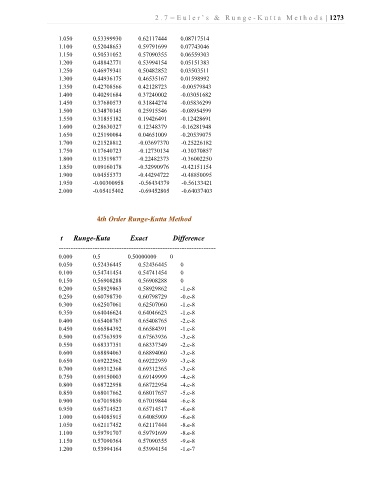 2.7–Euler's & Runge-Kutta Methods | 1273
1.050 0.53399930 0.62117444 0.08717514
1.100 0.52048653 0.59791699 0.07743046
1.150 0.50531052 0.57090355 0.06559303
1.200 0.48842771 0.53994154 0.05151383
1.250 0.46979341 0.50482852 0.03503511
1.300 0.44936175 0.46535167 0.01598992
1.350 0.42708566 0.42128723 -0.00579843
1.400 0.40291684 0.37240002 -0.03051682
1.450 0.37680573 0.31844274 -0.05836299
1.500 0.34870145 0.25915546 -0.08954599
1.550 0.31855182 0.19426491 -0.12428691
1.600 0.28630327 0.12348379 -0.16281948
1.650 0.25190084 0.04651009 -0.20539075
1.700 0.21528812 -0.03697370 -0.25226182
1.750 0.17640723 -0.12730134 -0.30370857
1.800 0.13519877 -0.22482373 -0.36002250
1.850 0.09160178 -0.32990976 -0.42151154
1.900 0.04555373 -0.44294722 -0.48850095
1.950 -0.00300958 -0.56434379 -0.56133421
2.000 -0.05415402 -0.69452805 -0.64037403
4th Order Runge-Kutta Method
t Runge-Kuta Exact Difference
0.000 0.5 0.50000000 0
0.050 0.52436445 0.52436445 0
0.100 0.54741454 0.54741454 0
0.150 0.56908288 0.56908288 0
0.200 0.58929863 0.58929862 -1.e-8
0.250 0.60798730 0.60798729 -0.e-8
0.300 0.62507061 0.62507060 -1.e-8
0.350 0.64046624 0.64046623 -1.e-8
0.400 0.65408767 0.65408765 -2.e-8
0.450 0.66584392 0.66584391 -1.e-8
0.500 0.67563939 0.67563936 -3.e-8
0.550 0.68337351 0.68337349 -2.e-8
0.600 0.68894063 0.68894060 -3.e-8
0.650 0.69222962 0.69222959 -3.e-8
0.700 0.69312368 0.69312365 -3.e-8
0.750 0.69150003 0.69149999 -4.e-8
0.800 0.68722958 0.68722954 -4.e-8
0.850 0.68017662 0.68017657 -5.e-8
0.900 0.67019850 0.67019844 -6.e-8
0.950 0.65714523 0.65714517 -6.e-8
1.000 0.64085915 0.64085909 -6.e-8
1.050 0.62117452 0.62117444 -8.e-8
1.100 0.59791707 0.59791699 -8.e-8
1.150 0.57090364 0.57090355 -9.e-8
1.200 0.53994164 0.53994154 -1.e-7